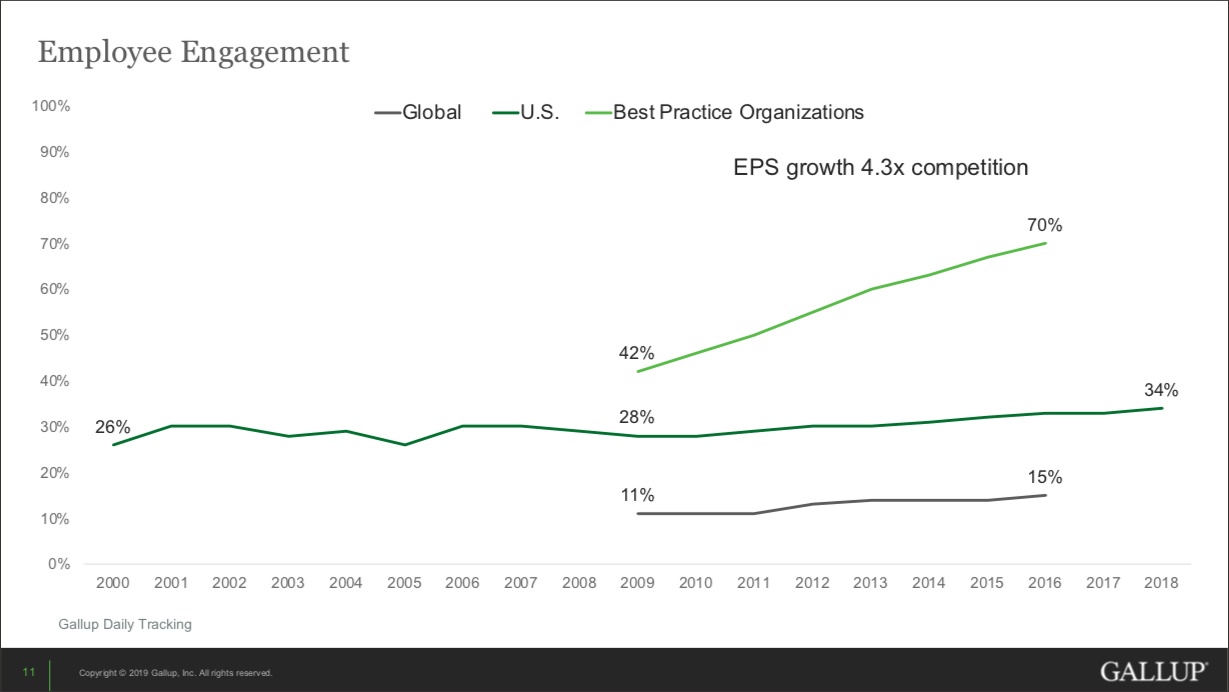 Employee Engagement
Global U.S. Best Practice Organizations
EPS growth 4.3x competition
100%
90%
80%
70%
60%
50%
40%
30%
20%
10%
0%
70%
42%
34%
26%
28%
15%
11%
2000 2001 2002 2003 2004 2005 2006 2007 2008 2009 2010 2011 2012 2013 2014 2015 2016 2017 2018
Gallup Daily Tracking
11 Copyright © 2019 Gallup, Inc. All rights reserved.
GALLUP®